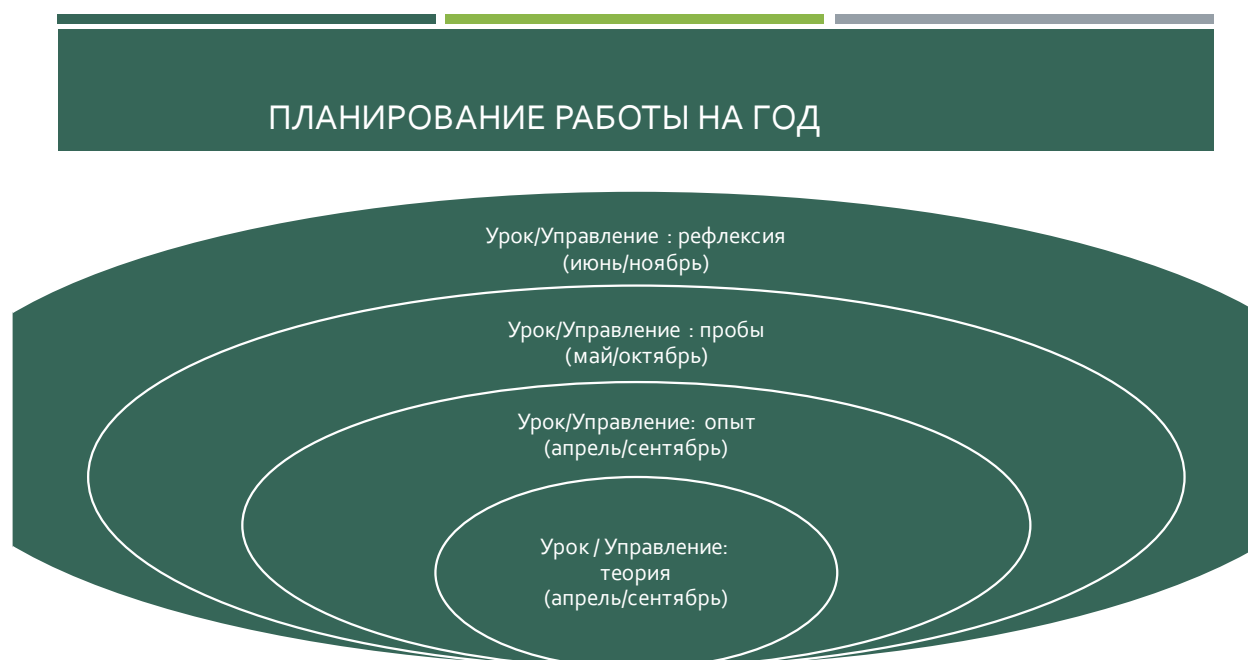 ПЛАНИРОВАНИЕ РАБОТЫ НА ГОД
Урок/Управление : рефлексия
(июнь/ноябрь)
Урок/Управление : пробы
(май/октябрь)
Урок/Управление: опыт
(апрель/сентябрь)
Урок / Управление:
теория
(апрель/сентябрь)